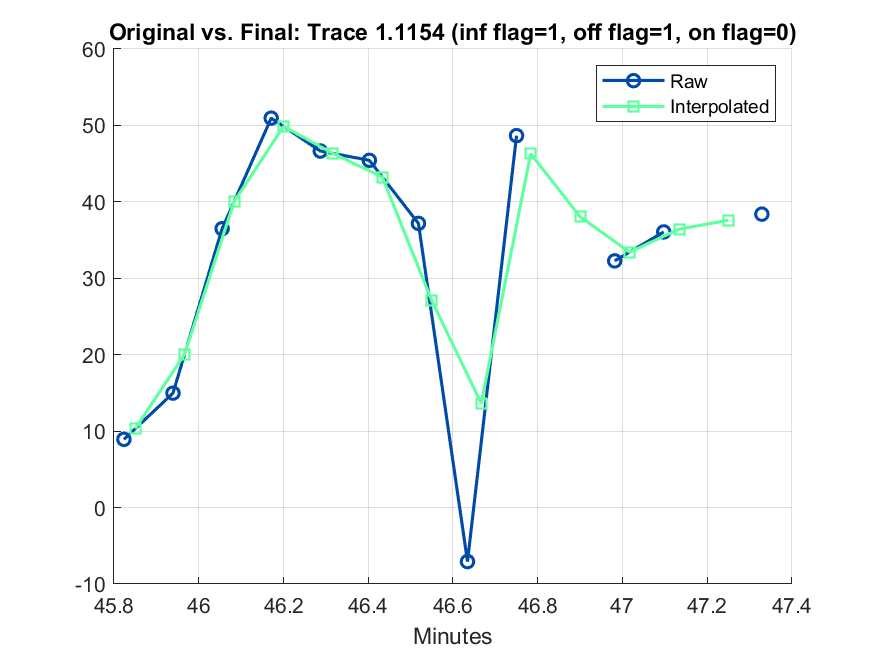 Original vs. Final: Trace 1.1154 (inf flag=1, off flag=1, on flag=0)
60
50
40
30
20
10
0
-10
Raw
Interpolated
45.8 46 46.2 46.4 46.6 46.8 47 47.2 47.4
Minutes